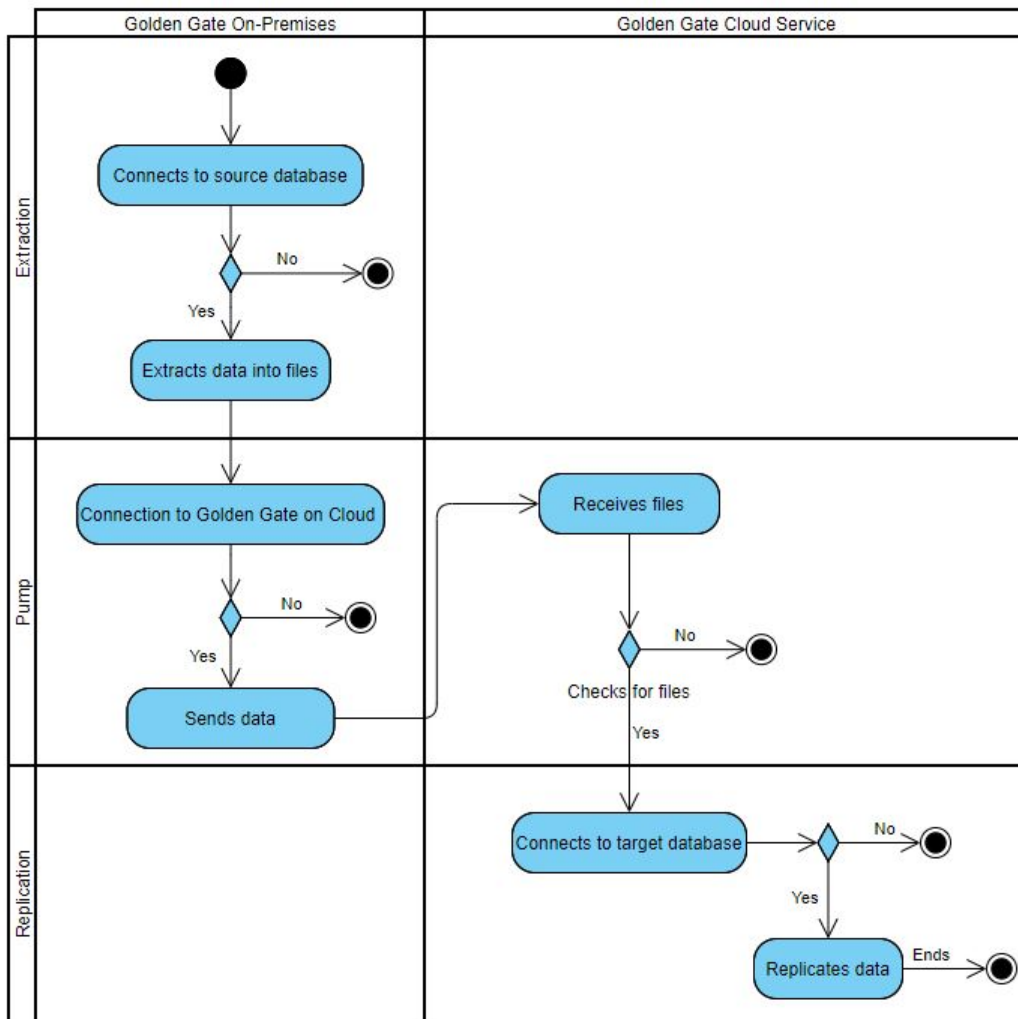 Golden Gate On-Premises
Golden Gate Cloud Service
Extraction
Connects to source database
No
Yes
Extracts data into files
Pump
Connection to Golden Gate on Cloud
No
Yes
Sends data
Receives files
No
Checks for files
Yes
Replication
Connects to target database
No
Yes
Replicates data
Ends